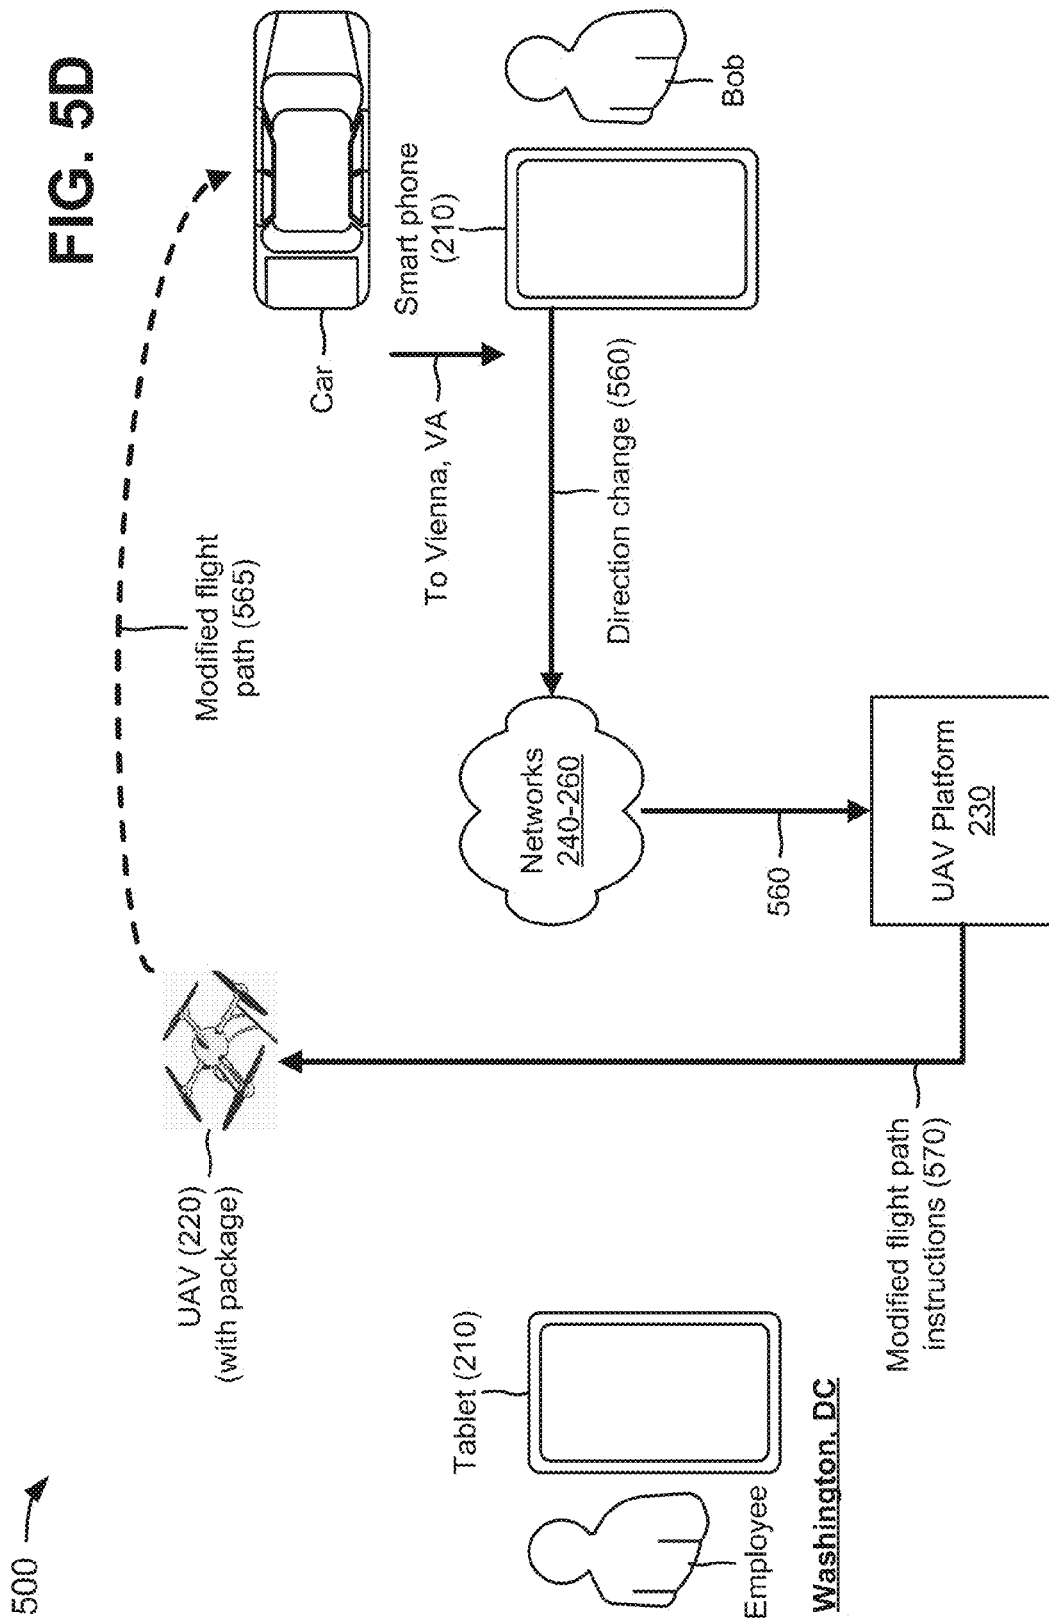 FIG. 5D
500
UAV (220)
(with package)
Modified flight
path (565)
Car
To Vienna, VA
Smart phone
(210)
Bob
Direction change (560)
Networks
240-260
560
UAV Platform
230
Modified flight path
instructions (570)
Tablet (210)
Employee
Washington, DC